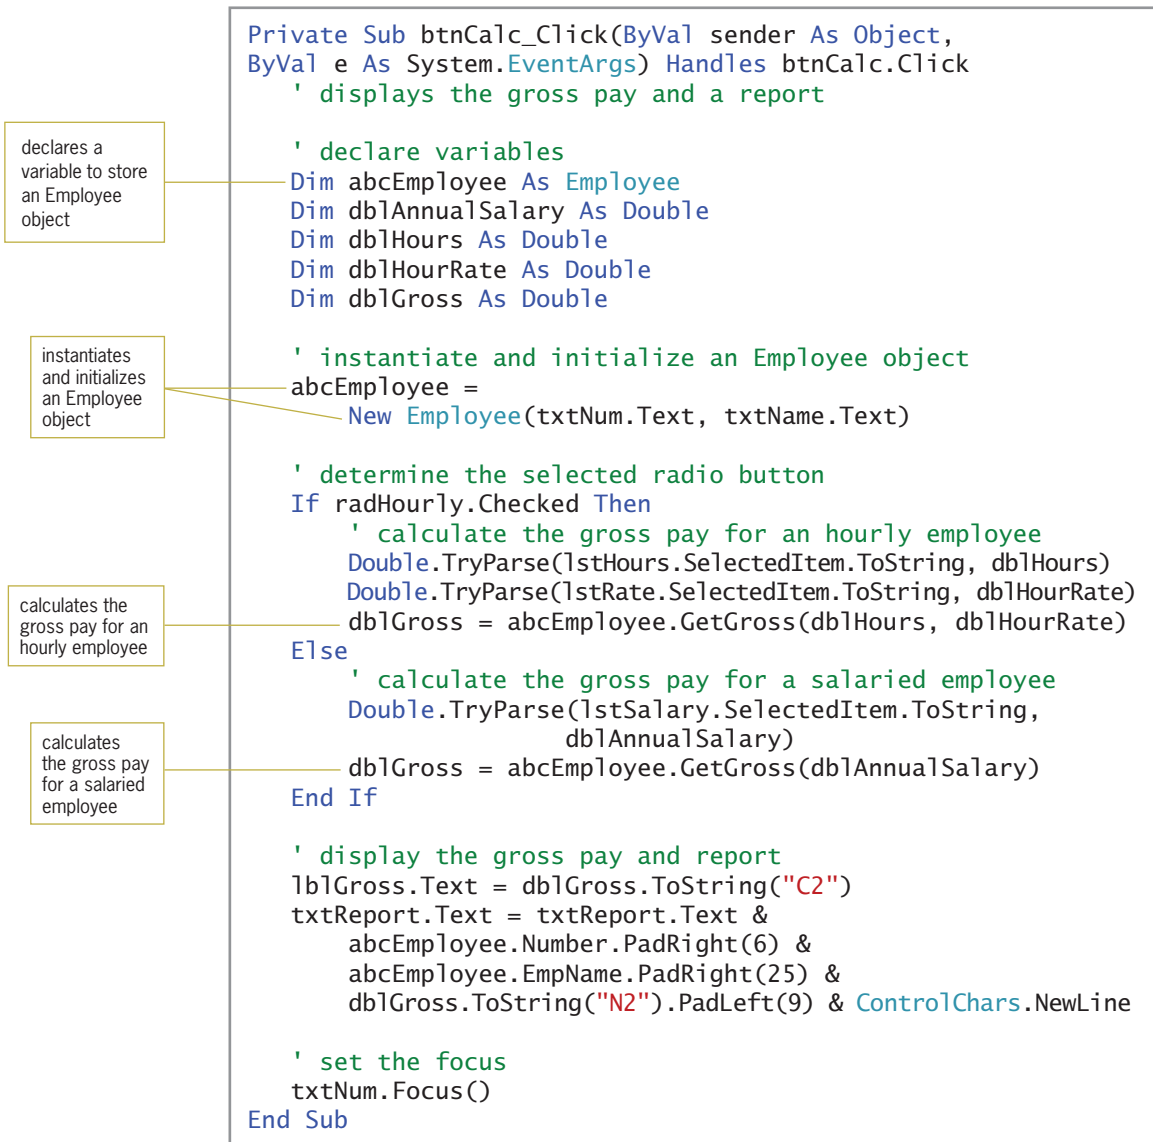 Private Sub btnCalc_Click(ByVal sender As Object,
ByVal e As System.EventArgs) Handles btnCalc.Click
' displays the gross pay and a report
' declare variables
declares a
variable to store
an Employee
object
Dim abcEmployee As Employee
Dim dblAnnualSalary As Double
Dim dblHours As Double
Dim dblHourRate As Double
Dim dblGross As Double
instantiates
and initializes
an Employee
object
' instantiate and initialize an Employee object
abcEmployee =
New Employee(txtNum.Text, txtName.Text)
' determine the selected radio button
If radHourly.Checked Then
' calculate the gross pay for an hourly employee
Double.TryParse(lstHours.SelectedItem.ToString, dblHours)
Double.TryParse(lstRate.SelectedItem.ToString, dblHourRate)
calculates the
gross pay for an
hourly employee
dblGross = abcEmployee.GetGross(dblHours, dblHourRate)
Else
' calculate the gross pay for a salaried employee
Double.TryParse(lstSalary.SelectedItem.ToString,
dblAnnualSalary)
calculates
the gross pay
for a salaried
employee
dblGross = abcEmployee.GetGross(dblAnnualSalary)
End If
' display the gross pay and report
lblGross.Text = dblGross.ToString("C2")
txtReport.Text = txtReport.Text &
abcEmployee.Number.PadRight(6) &
abcEmployee.EmpName.PadRight(25) &
dblGross.ToString("N2").PadLeft(9) & ControlChars.NewLine
' set the focus
txtNum.Focus()
End Sub